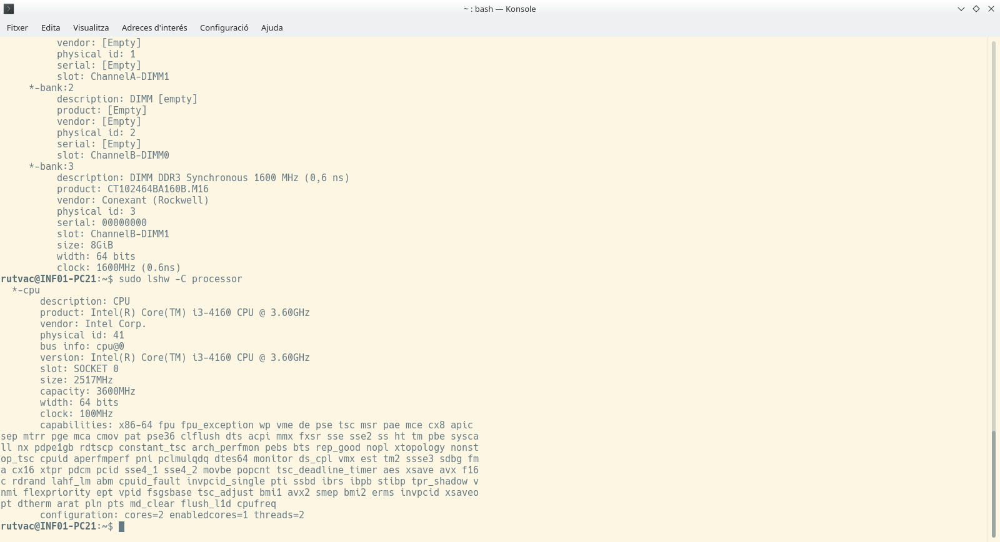 ~ : bash — Konsole
Fitxer Edita Visualitza Adreces d'interés Configuració Ajuda
vendor: [Empty]
physical id: 1
serial: [Empty]
slot: ChannelA-DIMM1
*-bank:2
description: DIMM [empty]
product: [Empty]
vendor: [Empty]
physical id: 2
serial: [Empty]
slot: ChannelB-DIMM0
*-bank:3
description: DIMM DDR3 Synchronous 1600 MHz (0,6 ns)
product: CT102464BA160B.M16
vendor: Conexant (Rockwell)
physical id: 3
serial: 00000000
slot: ChannelB-DIMM1
size: 8GiB
width: 64 bits
clock: 1600MHz (0.6ns)
rutvac@INF01-PC21:~$ sudo lshw -C processor
*-cpu
description: CPU
product: Intel(R) Core(TM) i3-4160 CPU @ 3.60GHz
vendor: Intel Corp.
physical id: 41
bus info: cpu@0
version: Intel(R) Core(TM) i3-4160 CPU @ 3.60GHz
slot: SOCKET 0
size: 2517MHz
capacity: 3600MHz
width: 64 bits
clock: 100MHz
capabilities: x86-64 fpu fpu_exception wp vme de pse tsc msr pae mce cx8 apic
sep mtrr pge mca cmov pat pse36 clflush dts acpi mmx fxsr sse sse2 ss ht tm pbe sysca
ll nx pdpe1gb rdtscp constant_tsc arch_perfmon pebs bts rep_good nopl xtopology nonst
op_tsc cpuid aperfmperf pni pclmulqdq dtes64 monitor ds_cpl vmx est tm2 ssse3 sdbg fm
a cx16 xtpr pdcm pcid sse4_1 sse4_2 movbe popcnt tsc_deadline_timer aes xsave avx f16
c rdrand lahf_lm abm cpuid_fault invpcid_single pti ssbd ibrs ibpb stibp tpr_shadow v
nmi flexpriority ept vpid fsgsbase tsc_adjust bmi1 avx2 smep bmi2 erms invpcid xsaveo
pt dtherm arat pln pts md_clear flush_l1d cpufreq
configuration: cores=2 enabledcores=1 threads=2
rutvac@INF01-PC21:~$